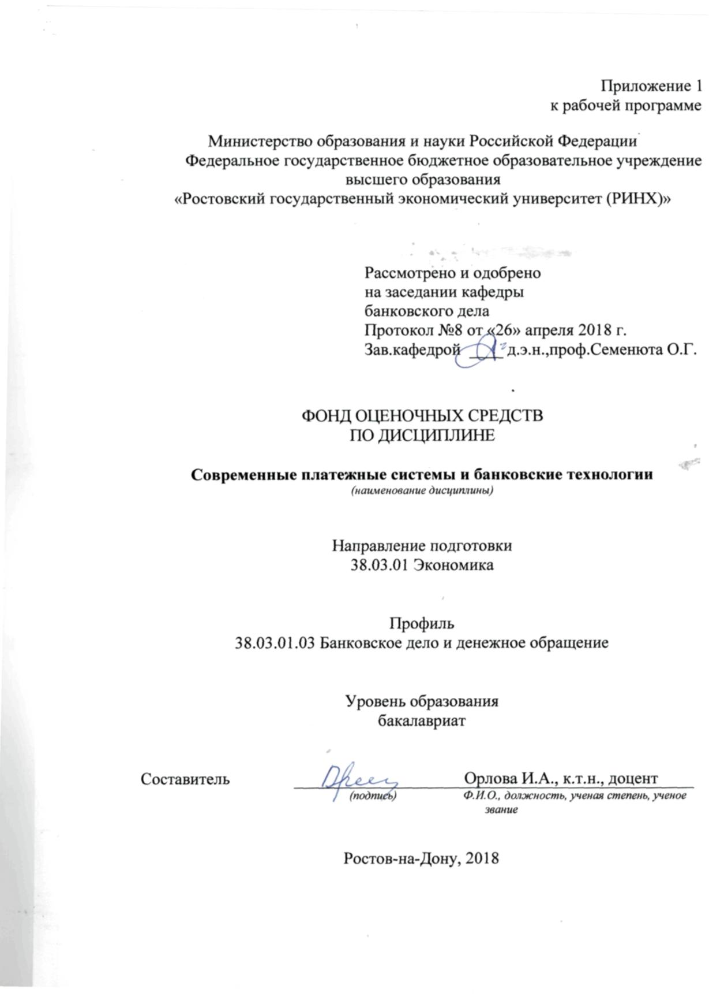 Приложение 1
к рабочей программе
Министерство образования и науки Российской Федерации
Федеральное государственное бюджетное образовательное учреждение
высшего образования
«Ростовский государственный экономический университет (РИНХ)»
Рассмотрено и одобрено
на заседании кафедры
банковского дела
Протокол №8 от «26» апреля 2018 г.
Зав.кафедрой ____ д.э.н.,проф.Семенюта О.Г.
ФОНД ОЦЕНОЧНЫХ СРЕДСТВ
ПО ДИСЦИПЛИНЕ
Современные платежные системы и банковские технологии
(наименование дисциплины)
Направление подготовки
38.03.01 Экономика
Профиль
38.03.01.03 Банковское дело и денежное обращение
Уровень образования
бакалавриат
Составитель Орлова И.А., к.т.н., доцент
(подпись) Ф.И.О., должность, ученая степень, ученое
звание
Ростов-на-Дону, 2018